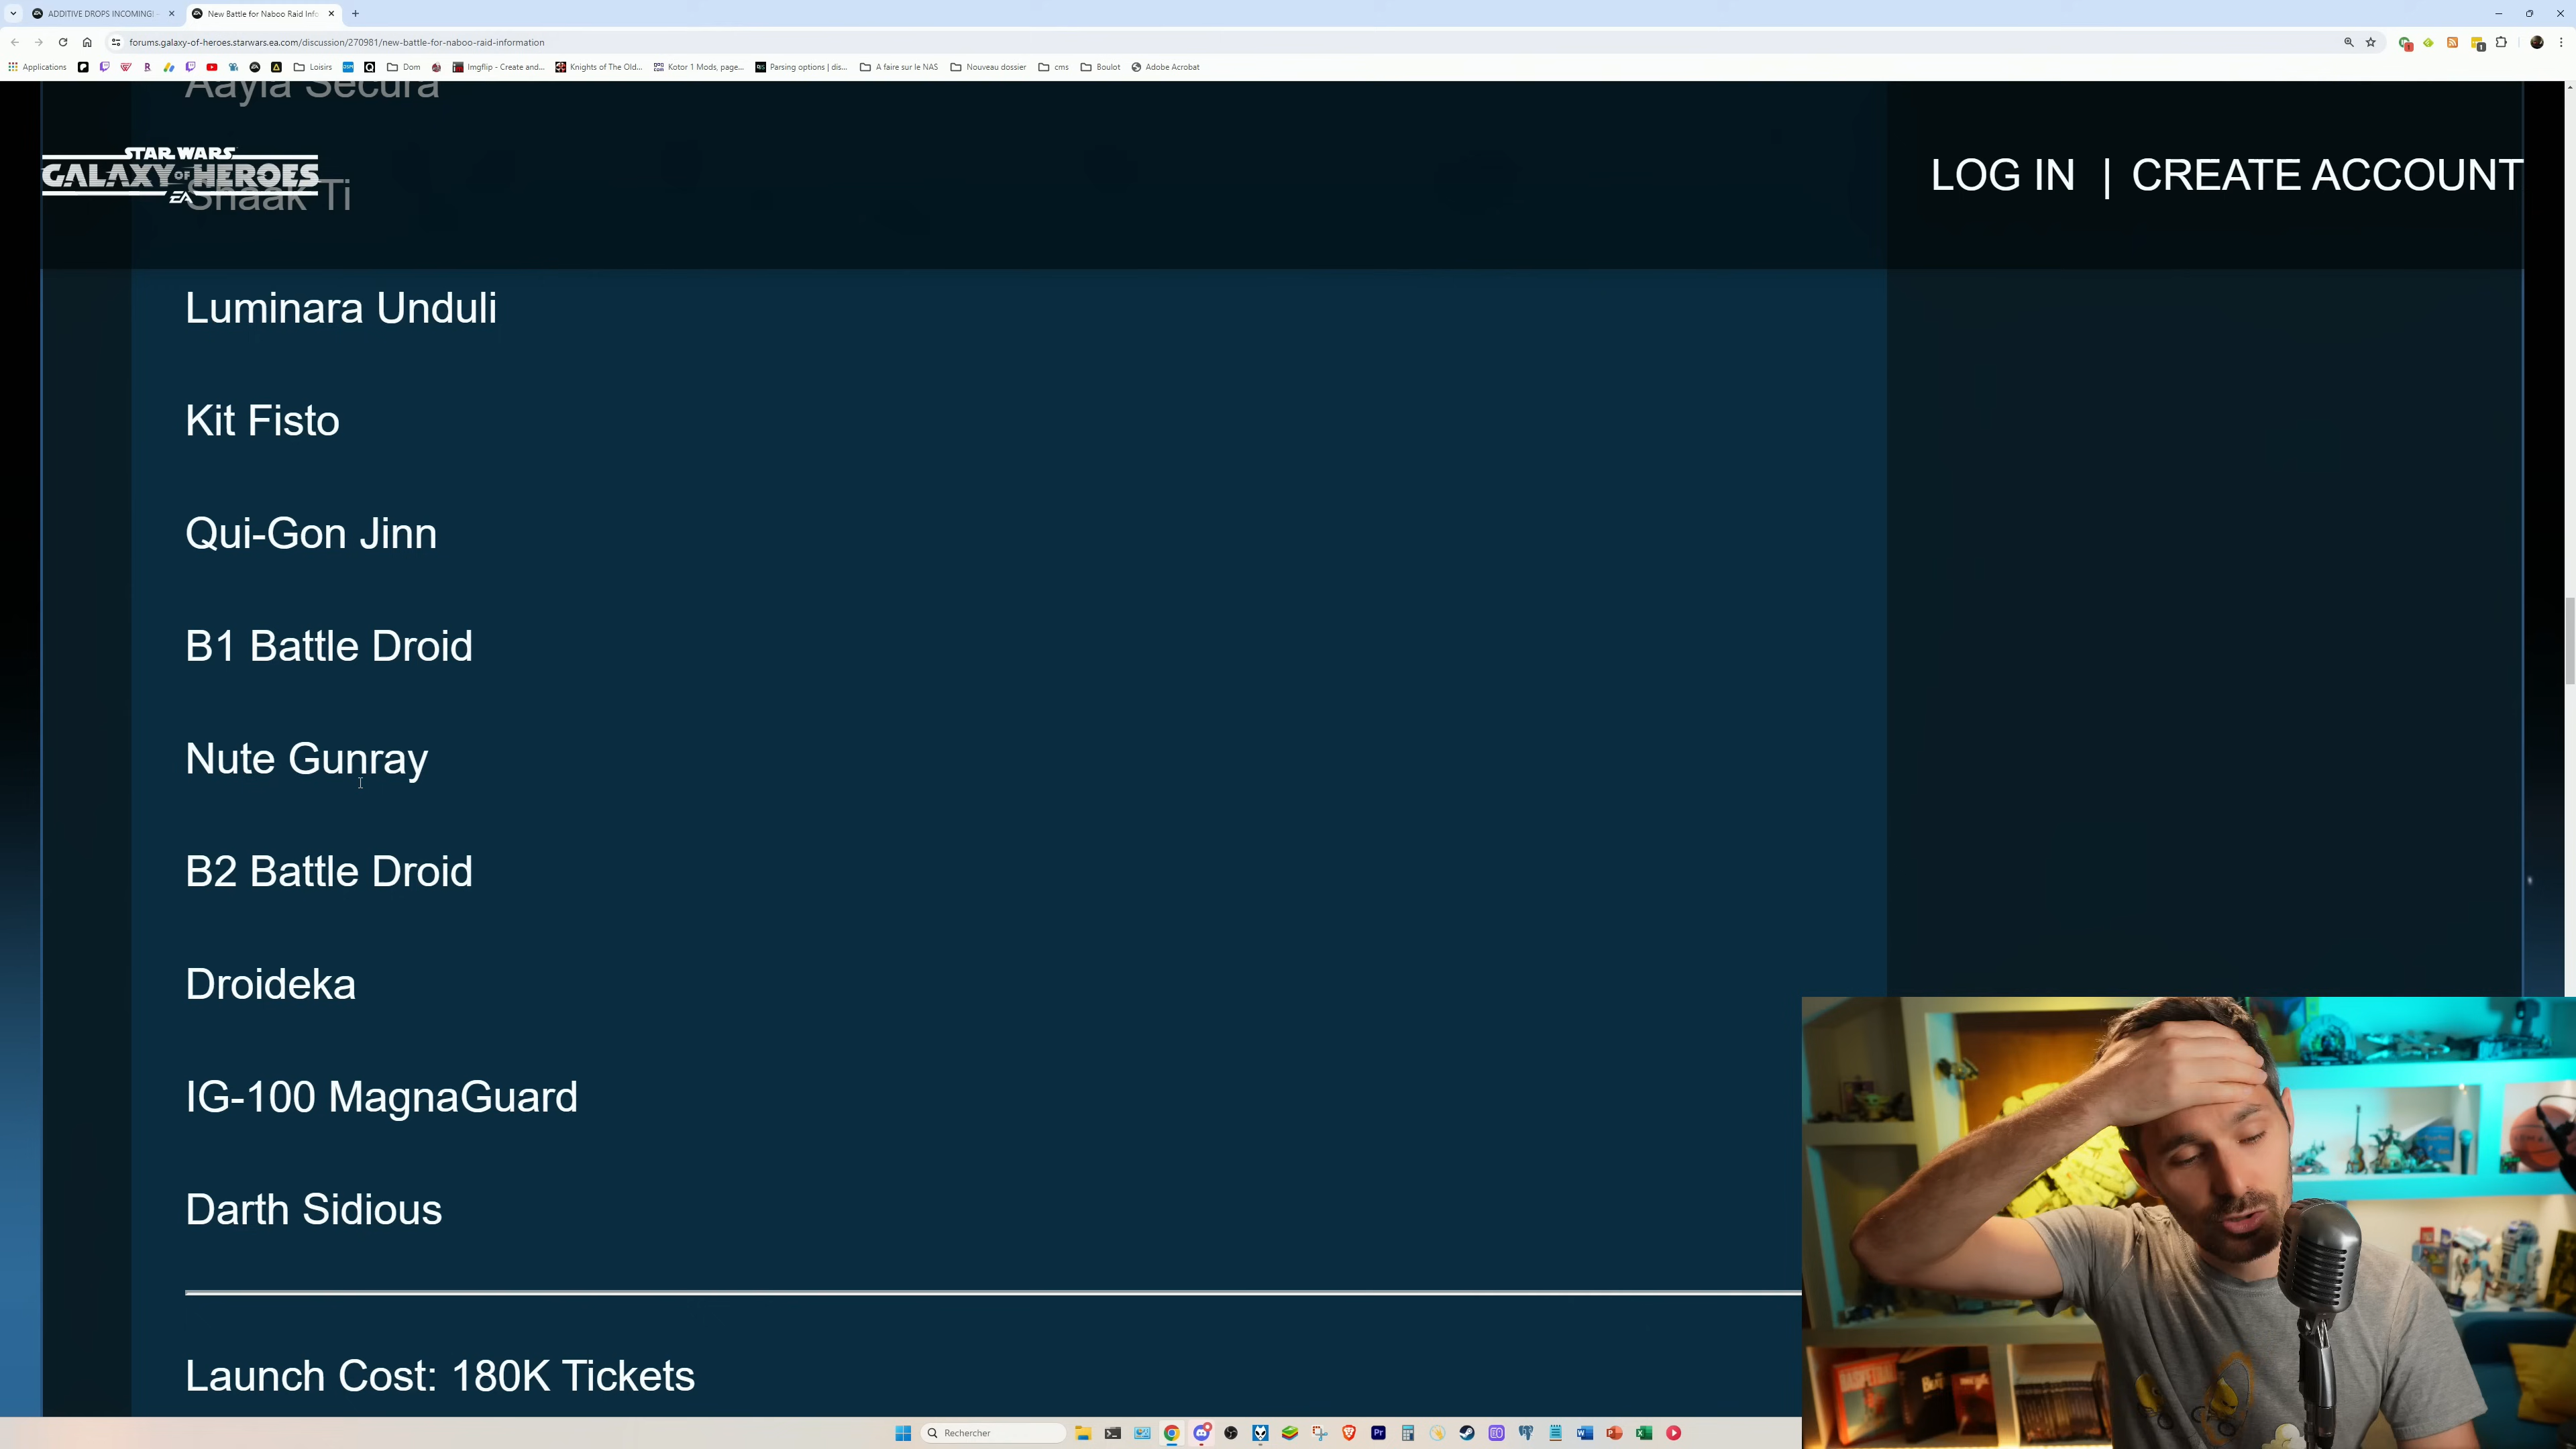 ADDITIVE DROPS INCOMING! -
New Battle for Naboo Raid Info
forums.galaxy-of-heroes.starwars.ea.com/discussion/270981/new-battle-for-naboo-raid-information
Applications
Loisirs
Dom
Imgflip - Create and...
Knights of The Old...
Kotor 1 Mods, page...
Parsing options | dis...
A faire sur le NAS
Nouveau dossier
cms
Boulot
Adobe Acrobat
Aayla Secura
STAR WARS
GALAXY OF HEROES
EA
Shaak Ti
LOG IN | CREATE ACCOUNT
Luminara Unduli
Kit Fisto
Qui-Gon Jinn
B1 Battle Droid
Nute Gunray
B2 Battle Droid
Droideka
IG-100 MagnaGuard
Darth Sidious
Launch Cost: 180K Tickets
Rechercher